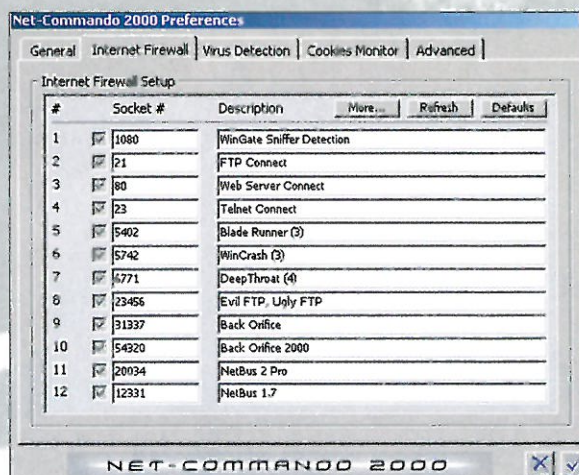 Net-Commando 2000 Preferences
General Internet Firewall Virus Detection Cookies Monitor Advanced
Internet Firewall Setup
# Socket # Description More... Refresh Defaults
1 1080 WinGate Sniffer Detection
2 21 FTP Connect
3 80 Web Server Connect
4 23 Telnet Connect
5 5402 Blade Runner (3)
6 5742 WinCrash (3)
7 6771 DeepThroat (4)
8 23456 Evil FTP, Ugly FTP
9 31337 Back Orifice
10 54320 Back Orifice 2000
11 20034 NetBus 2 Pro
12 12331 NetBus 1.7
NET-COMMANDO 2000